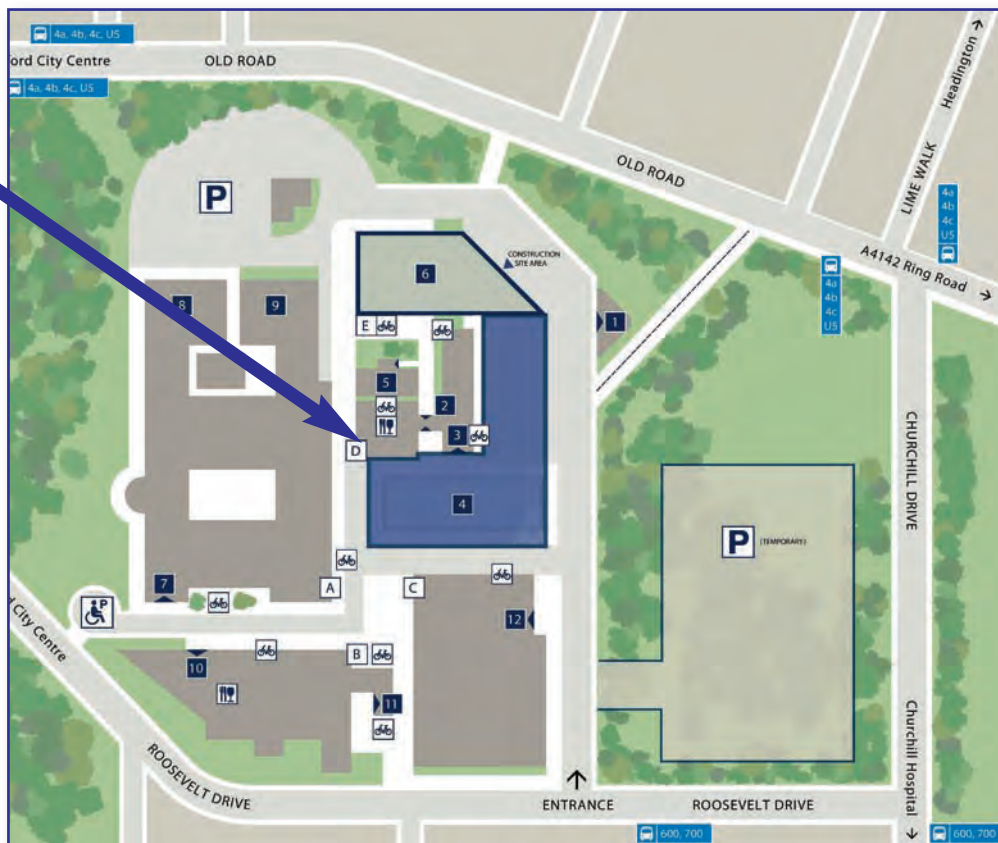 4a, 4b, 4c, U5
ord City Centre
OLD ROAD
4a, 4b, 4c, U5
Headington
LIME WALK
OLD ROAD
4a
4b
4c
U5
A4142 Ring Road
P
CONSTRUCTION
SITE AREA
6
4a
4b
4c
U5
8
9
1
E
5
2
3
D
4
CHURCHILL DRIVE
P
(TEMPORARY)
7
A
C
P
12
d City Centre
B
10
11
Churchill Hospital
ROOSEVELT DRIVE
ENTRANCE
ROOSEVELT DRIVE
600, 700
600, 700